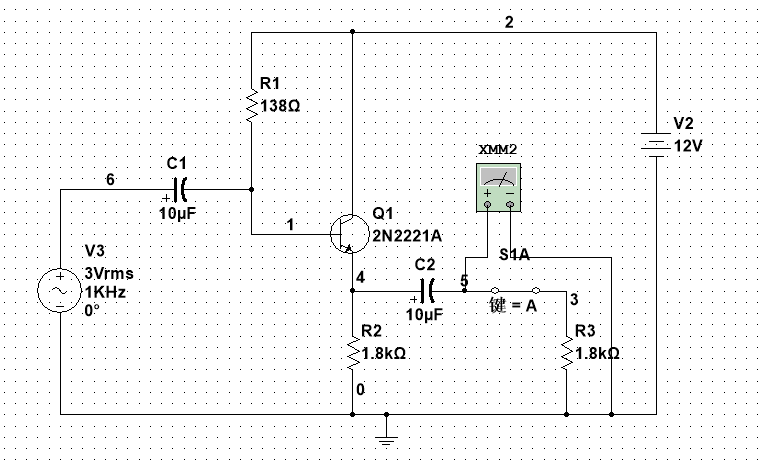 2
R1
138Ω
V2
12V
XMM2
C1
6
10µF
+
−
Q1
2N2221A
1
V3
3Vrms
1KHz
0°
S1A
C2
4
5
10µF
键 = A
3
R2
1.8kΩ
R3
1.8kΩ
0